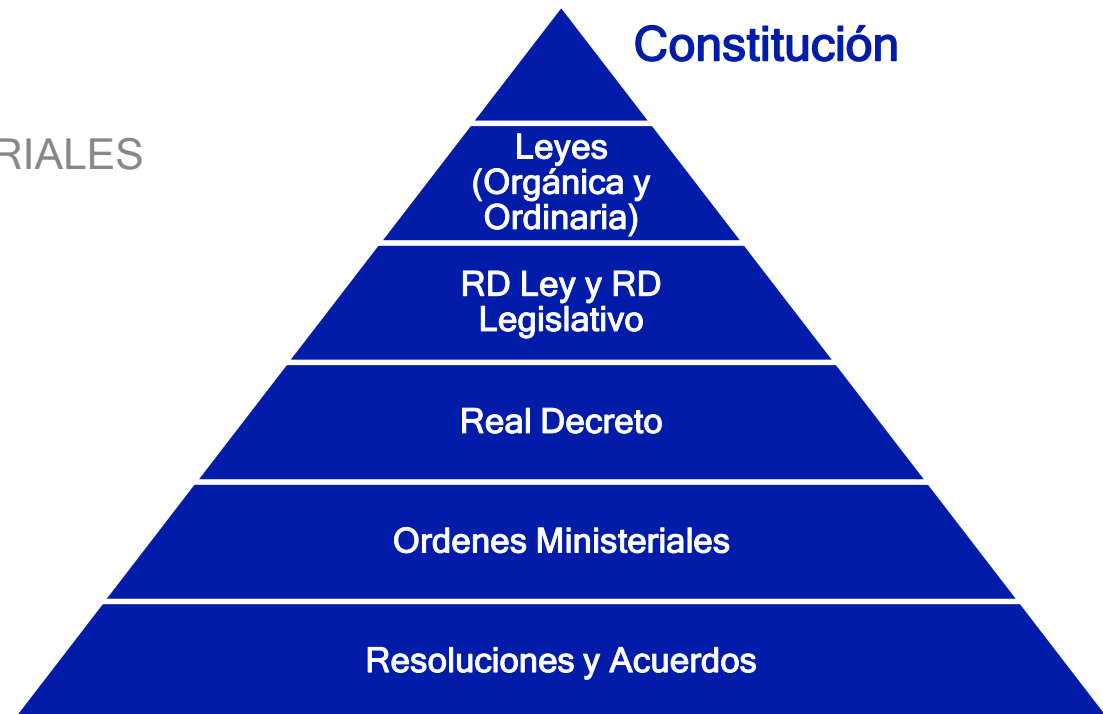 Constitución
RIALES
Leyes
(Orgánica y
Ordinaria)
RD Ley y RD
Legislativo
Real Decreto
Ordenes Ministeriales
Resoluciones y Acuerdos